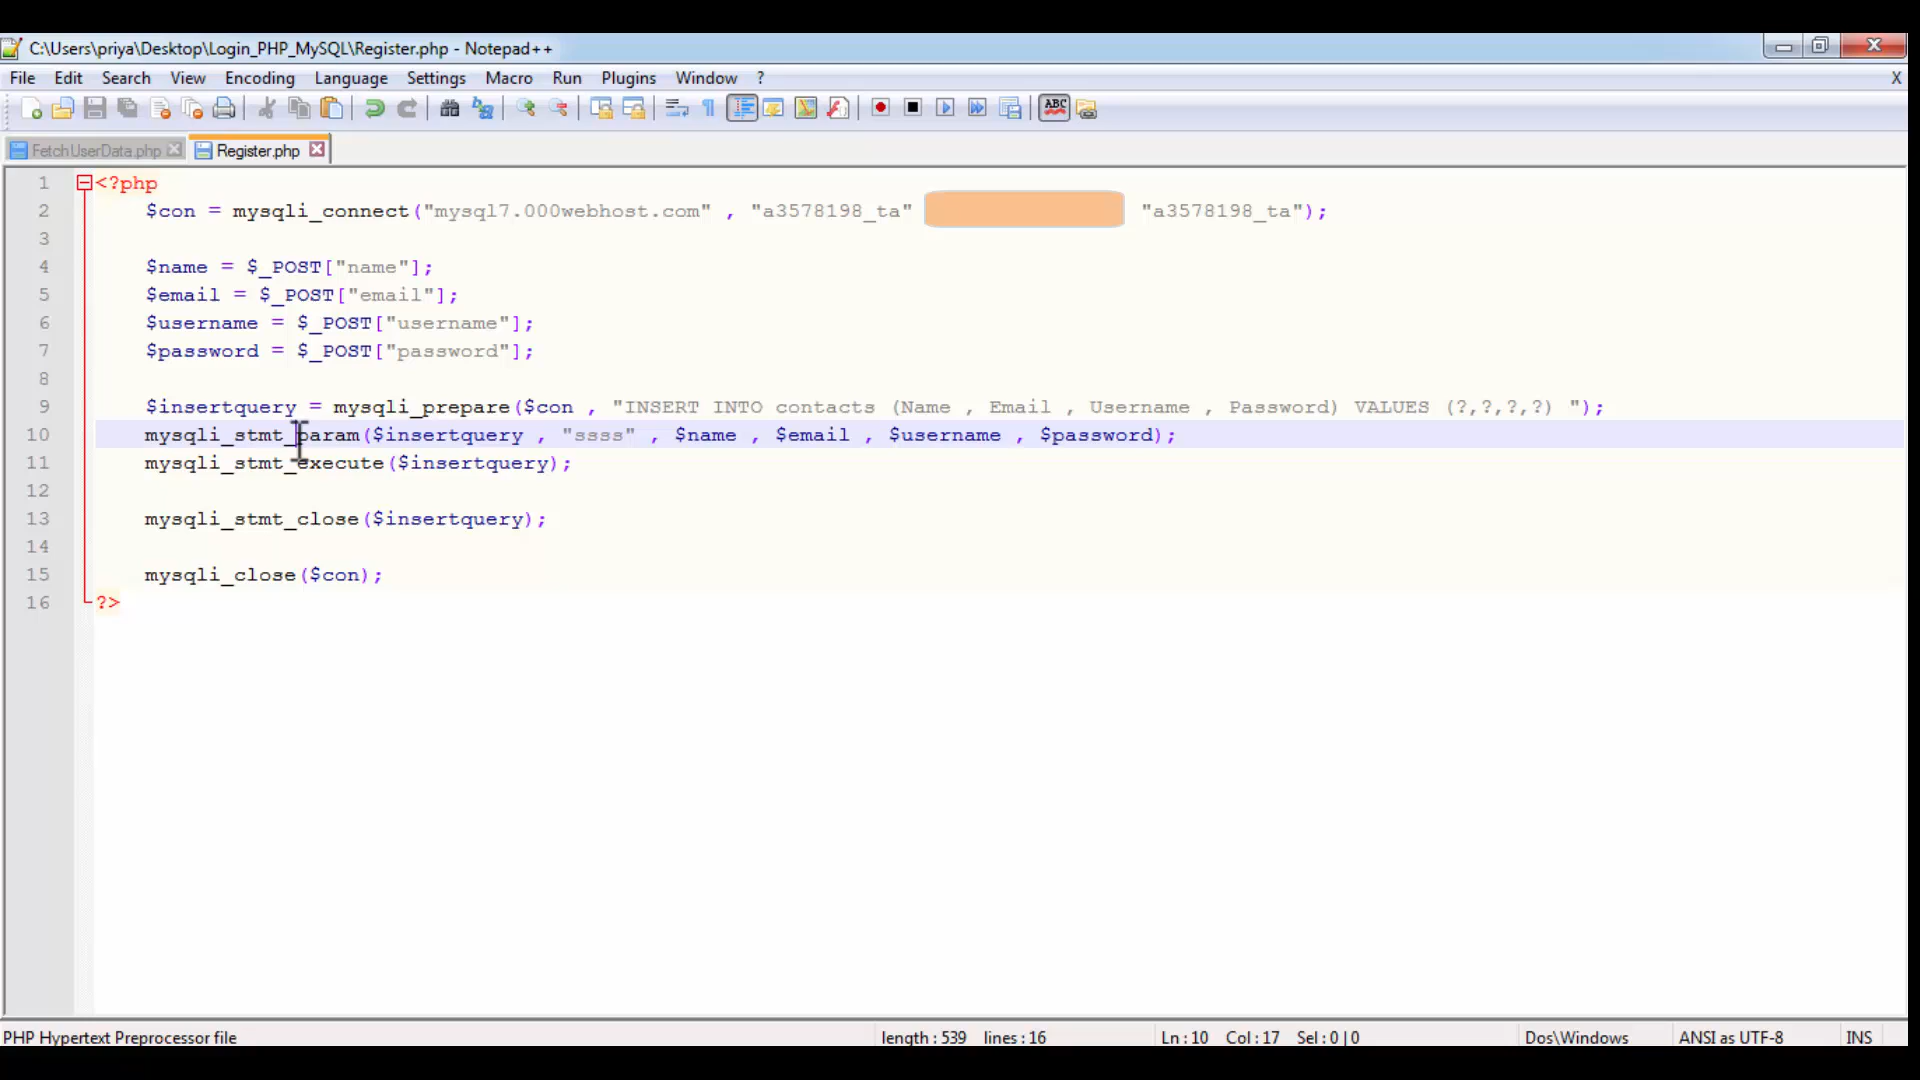 C:\Users\priya\Desktop\Login_PHP_MySQL\Register.php - Notepad++
File Edit Search View Encoding Language Settings Macro Run Plugins Window ? X
ABC
FetchUserData.php Register.php
1 <?php
2 $con = mysqli_connect("mysql7.000webhost.com" , "a3578198_ta" "a3578198_ta");
3
4 $name = $_POST["name"];
5 $email = $_POST["email"];
6 $username = $_POST["username"];
7 $password = $_POST["password"];
8
9 $insertquery = mysqli_prepare($con , "INSERT INTO contacts (Name , Email , Username , Password) VALUES (?,?,?,?) ");
10 mysqli_stmt_param($insertquery , "ssss" , $name , $email , $username , $password);
11 mysqli_stmt_execute($insertquery);
12
13 mysqli_stmt_close($insertquery);
14
15 mysqli_close($con);
16 ?>
PHP Hypertext Preprocessor file length : 539 lines : 16 Ln : 10 Col : 17 Sel : 0 | 0 Dos\Windows ANSI as UTF-8 INS